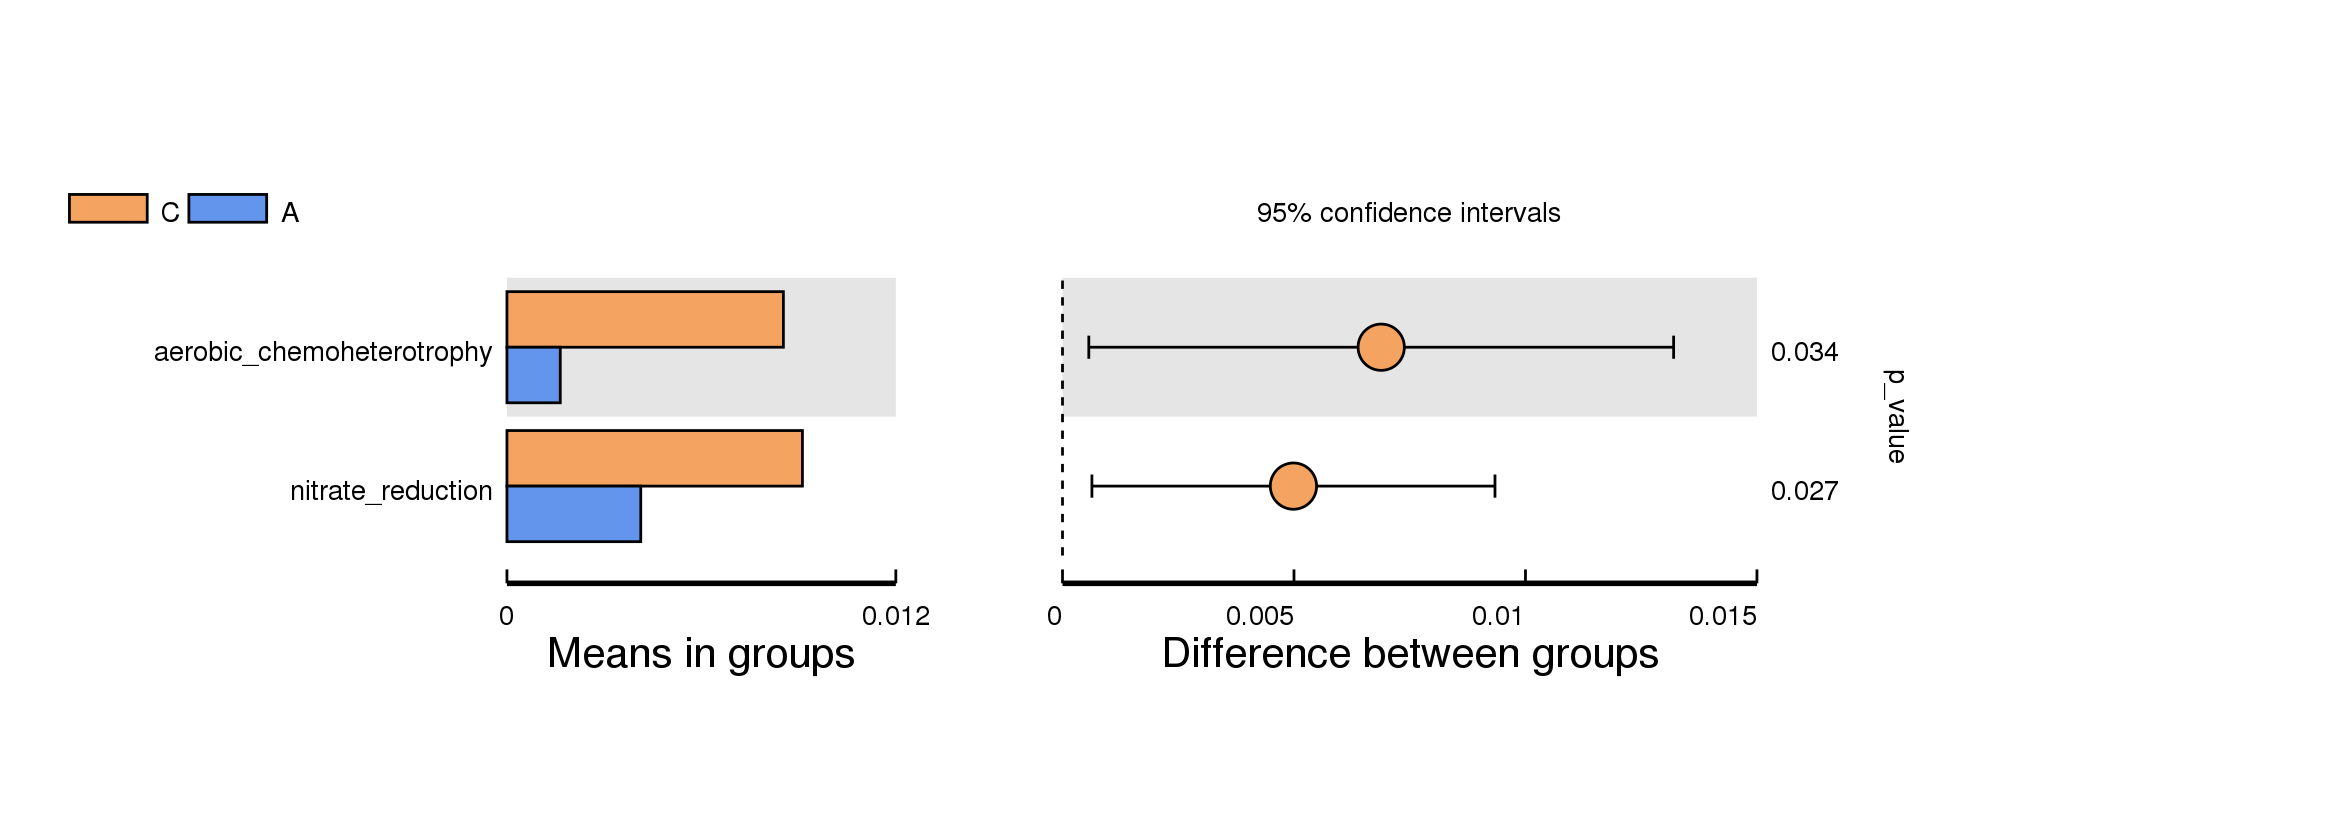 C A
95% confidence intervals
aerobic_chemoheterotrophy
0.034
nitrate_reduction
0.027
p_value
0 0.012
0 0.005 0.01 0.015
Means in groups
Difference between groups